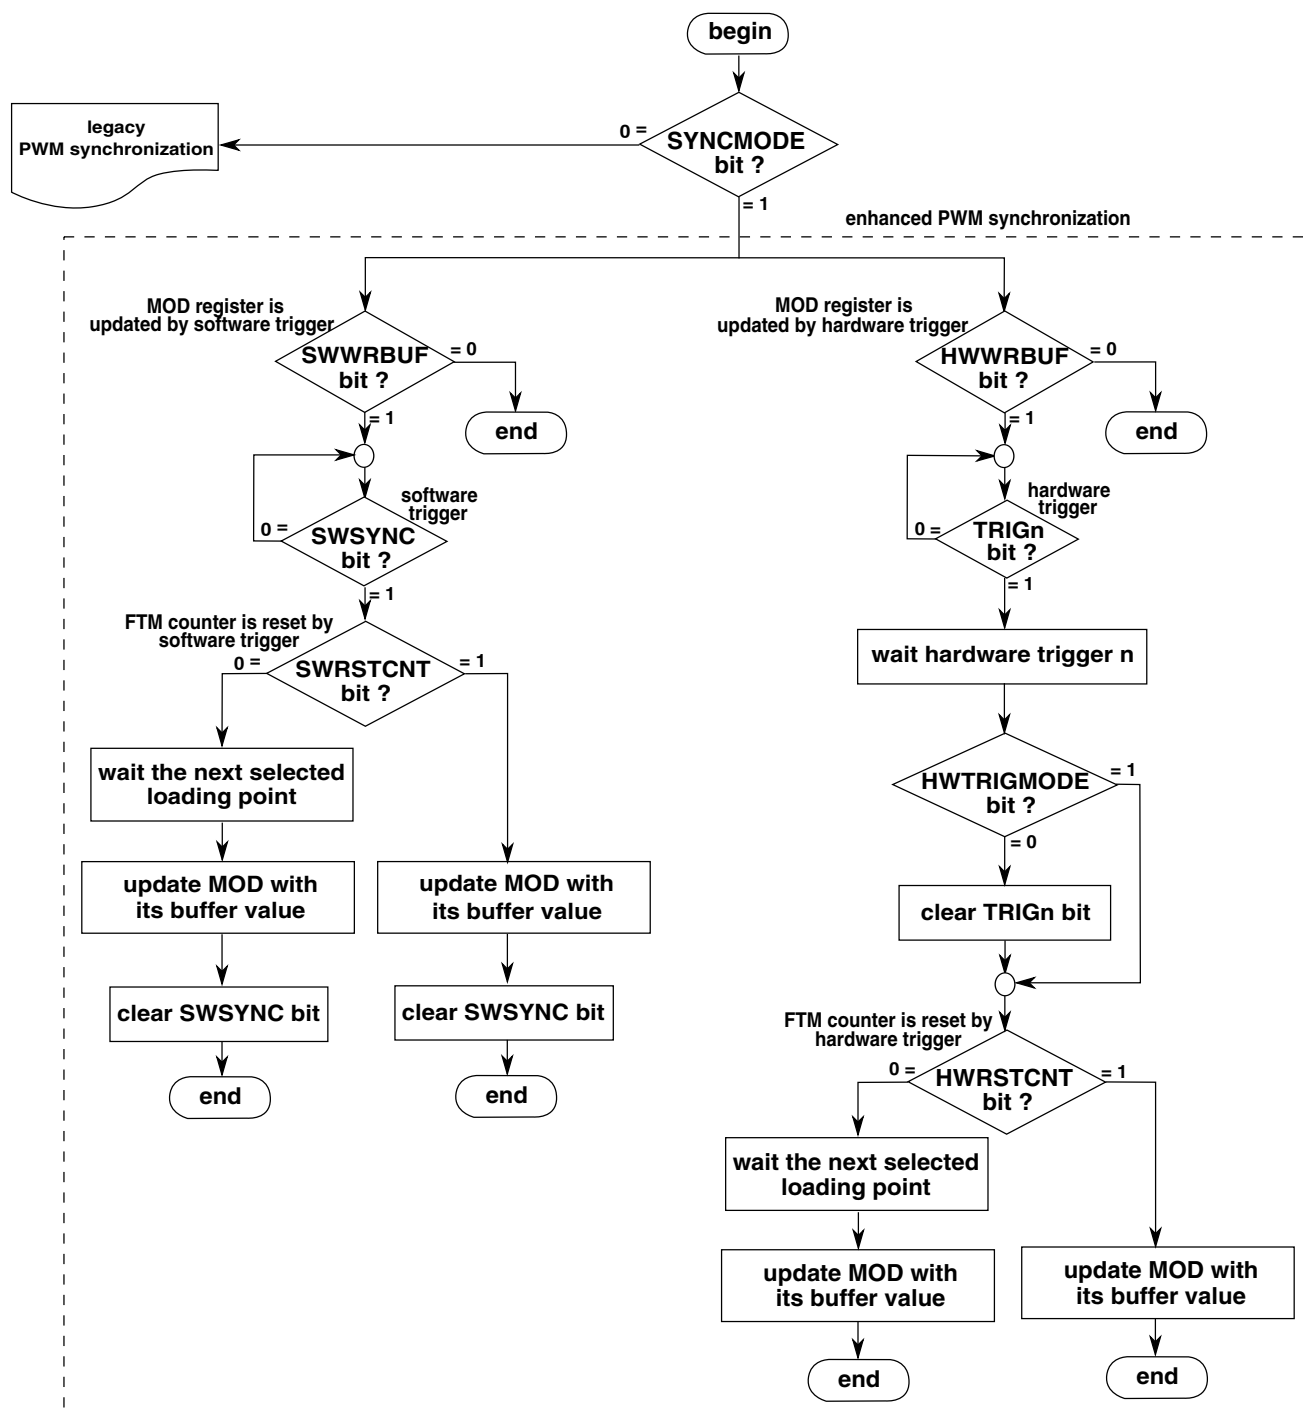 begin
legacy
PWM synchronization
0 =
SYNCMODE
bit ?
= 1
enhanced PWM synchronization
MOD register is
updated by software trigger
SWWRBUF
bit ?
= 0
= 1
end
software
trigger
0 =
SWSYNC
bit ?
= 1
FTM counter is reset by
software trigger
0 =
SWRSTCNT
bit ?
= 1
wait the next selected
loading point
update MOD with
its buffer value
clear SWSYNC bit
end
update MOD with
its buffer value
clear SWSYNC bit
end
MOD register is
updated by hardware trigger
HWWRBUF
bit ?
= 0
= 1
end
hardware
trigger
0 =
TRIGn
bit ?
= 1
wait hardware trigger n
HWTRIGMODE
bit ?
= 1
= 0
clear TRIGn bit
FTM counter is reset by
hardware trigger
0 =
HWRSTCNT
bit ?
= 1
wait the next selected
loading point
update MOD with
its buffer value
end
update MOD with
its buffer value
end